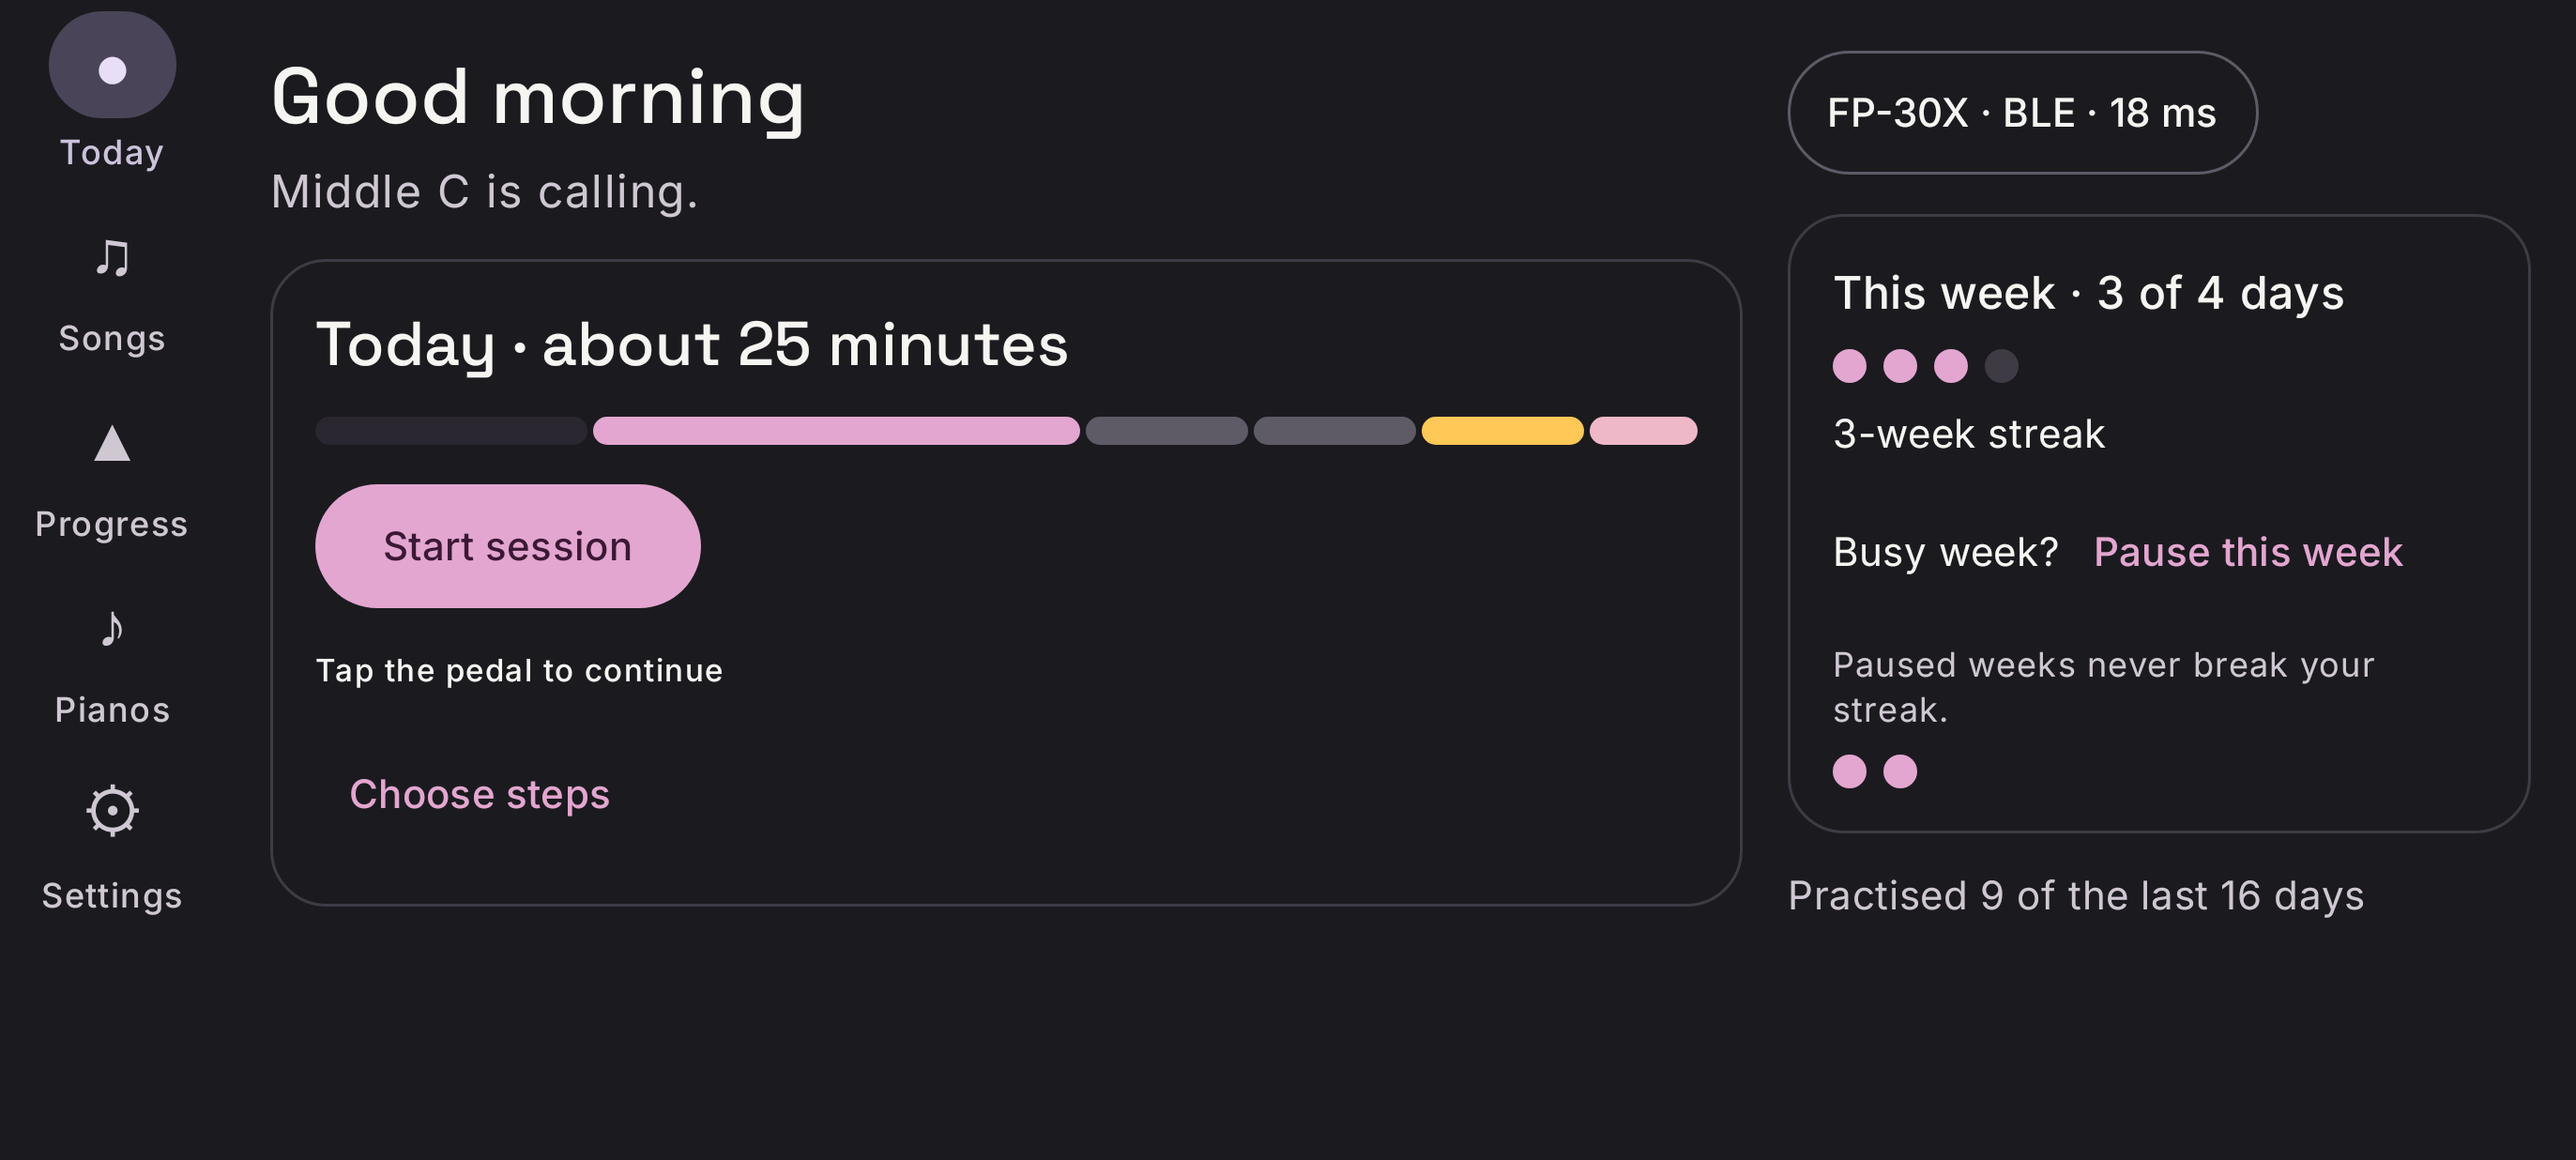 Today
Songs
Progress
Pianos
Settings
Good morning
Middle C is calling.
Today · about 25 minutes
Start session
Tap the pedal to continue
Choose steps
FP-30X · BLE · 18 ms
This week · 3 of 4 days
3-week streak
Busy week? Pause this week
Paused weeks never break your
streak.
Practised 9 of the last 16 days